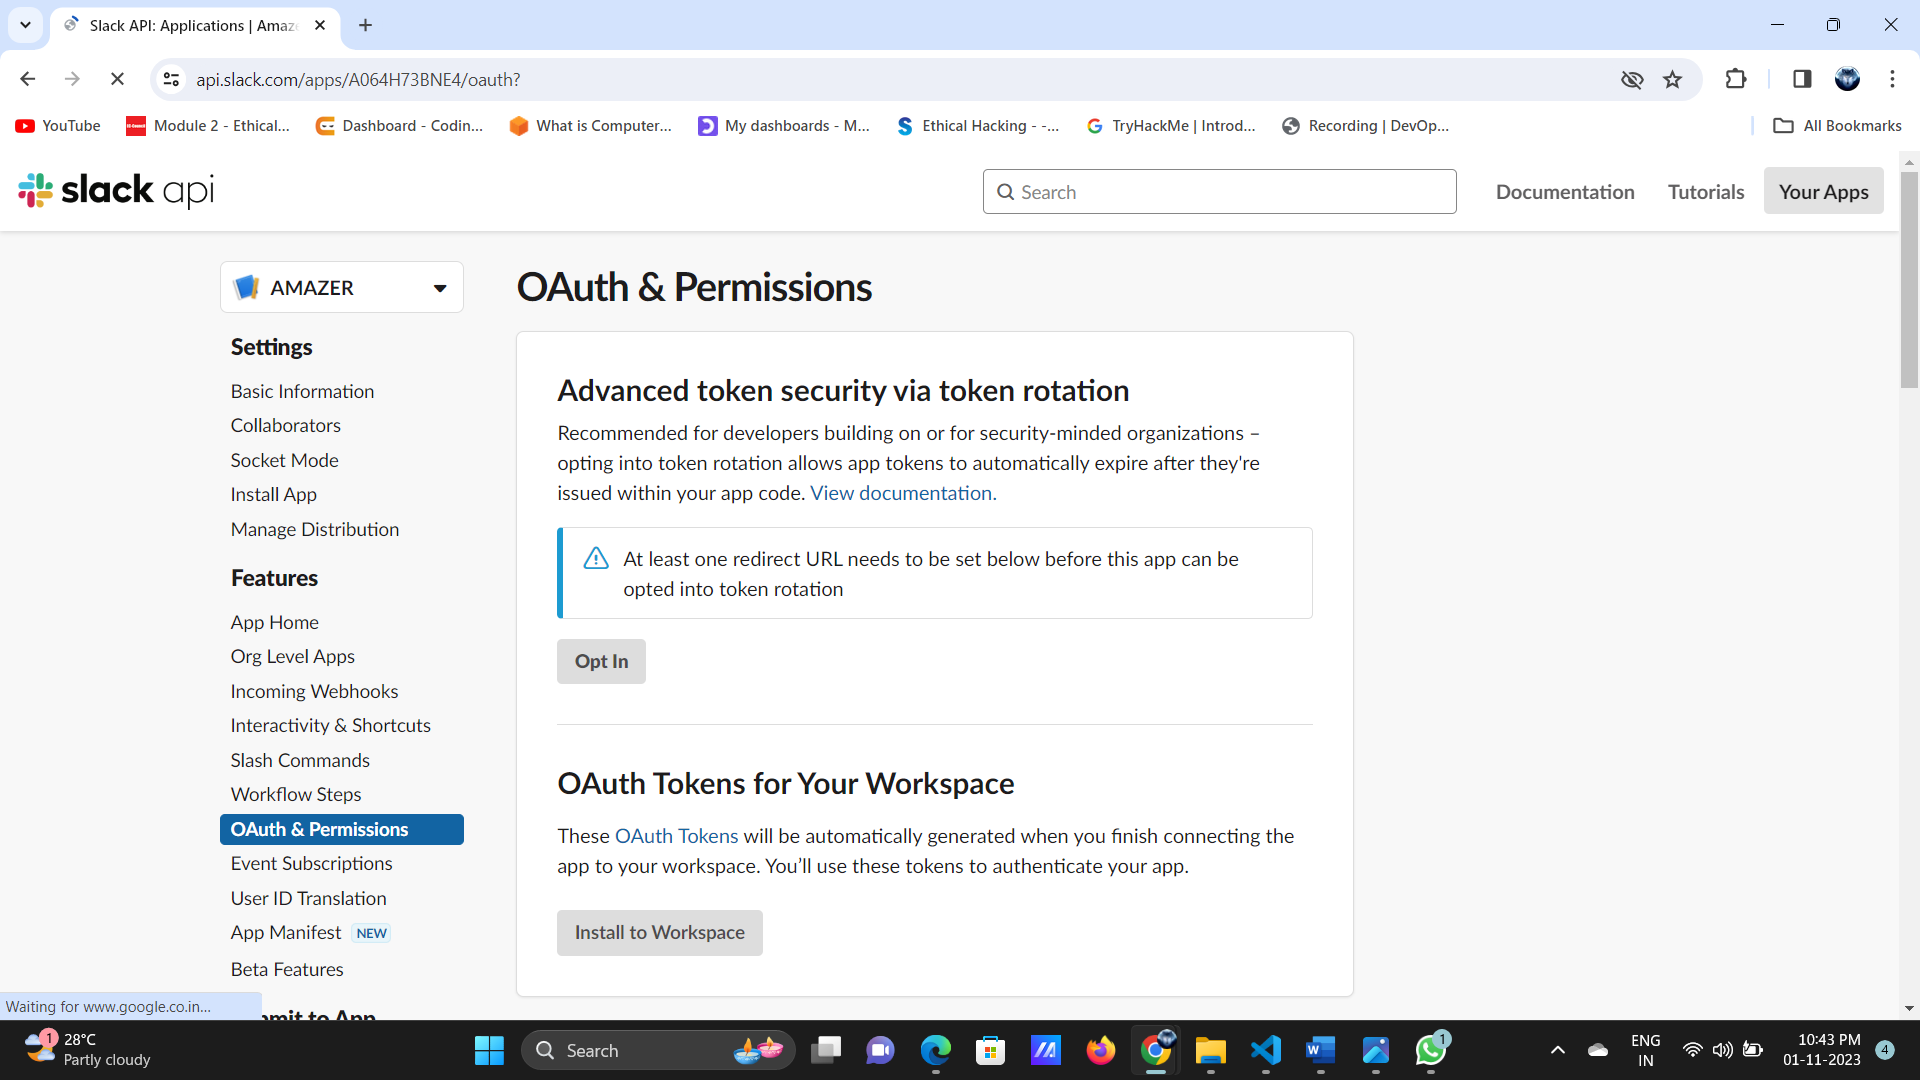 Slack API: Applications | Amaz
api.slack.com/apps/A064H73BNE4/oauth?
YouTube
Module 2 - Ethical...
Dashboard - Codin...
What is Computer...
My dashboards - M...
Ethical Hacking - -...
TryHackMe | Introd...
Recording | DevOp...
All Bookmarks
slack api
Search
Documentation
Tutorials
Your Apps
AMAZER
Settings
Basic Information
Collaborators
Socket Mode
Install App
Manage Distribution
Features
App Home
Org Level Apps
Incoming Webhooks
Interactivity & Shortcuts
Slash Commands
Workflow Steps
OAuth & Permissions
Event Subscriptions
User ID Translation
App Manifest NEW
Beta Features
OAuth & Permissions
Advanced token security via token rotation
Recommended for developers building on or for security-minded organizations –
opting into token rotation allows app tokens to automatically expire after they're
issued within your app code. View documentation.
At least one redirect URL needs to be set below before this app can be
opted into token rotation
Opt In
OAuth Tokens for Your Workspace
These OAuth Tokens will be automatically generated when you finish connecting the
app to your workspace. You’ll use these tokens to authenticate your app.
Install to Workspace
Waiting for www.google.co.in...
to App
1
28°C
Partly cloudy
Search
1
ENG
IN
10:43 PM
01-11-2023
4